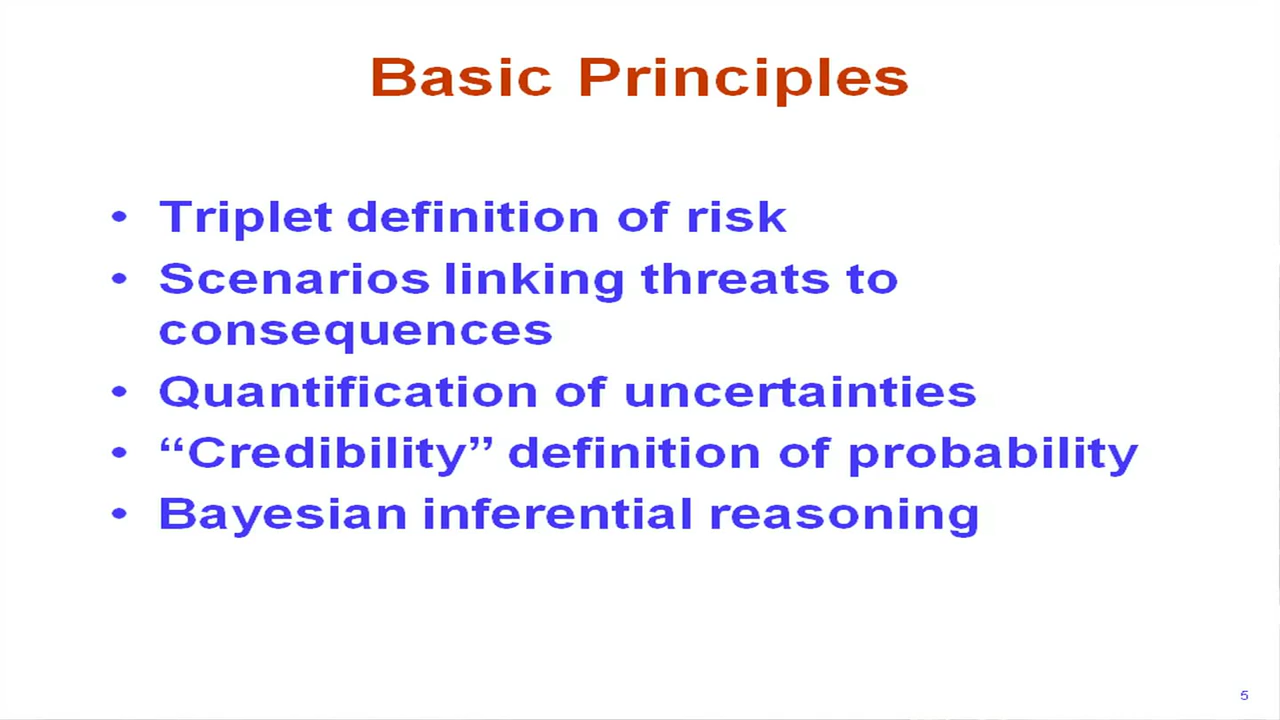 Basic Principles
• Triplet definition of risk
• Scenarios linking threats to
consequences
• Quantification of uncertainties
• “Credibility” definition of probability
• Bayesian inferential reasoning
5